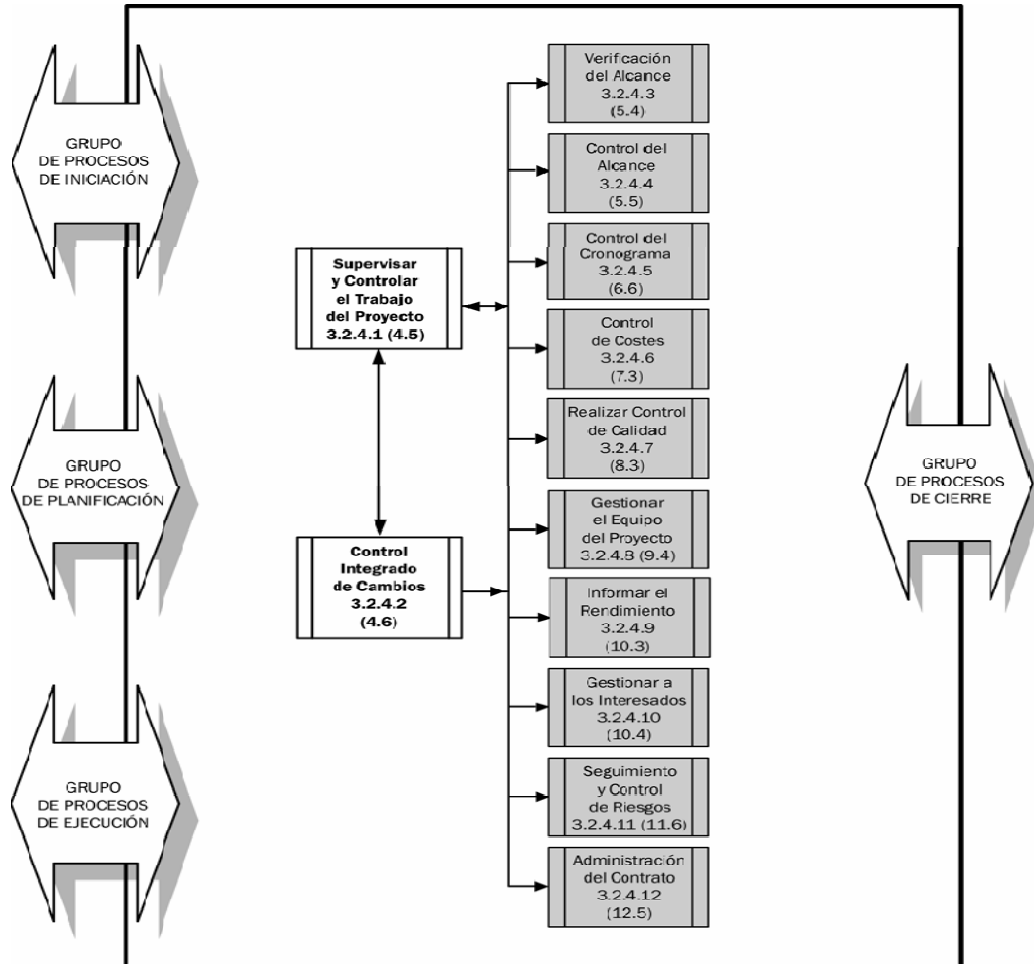 GRUPO
DE PROCESOS
DE INICIACIÓN
GRUPO
DE PROCESOS
DE PLANIFICACIÓN
GRUPO
DE PROCESOS
DE EJECUCIÓN
Supervisar
y Controlar
el Trabajo
del Proyecto
3.2.4.1 (4.5)
Control
Integrado
de Cambios
3.2.4.2
(4.6)
Verificación
del Alcance
3.2.4.3
(5.4)
Control del
Alcance
3.2.4.4
(5.5)
Control del
Cronograma
3.2.4.5
(6.6)
Control
de Costes
3.2.4.6
(7.3)
Realizar Control
de Calidad
3.2.4.7
(8.3)
Gestionar
el Equipo
del Proyecto
3.2.4.8 (9.4)
Informar el
Rendimiento
3.2.4.9
(10.3)
Gestionar a
los Interesados
3.2.4.10
(10.4)
Seguimiento
y Control
de Riesgos
3.2.4.11 (11.6)
Administración
del Contrato
3.2.4.12
(12.5)
GRUPO
DE PROCESOS
DE CIERRE